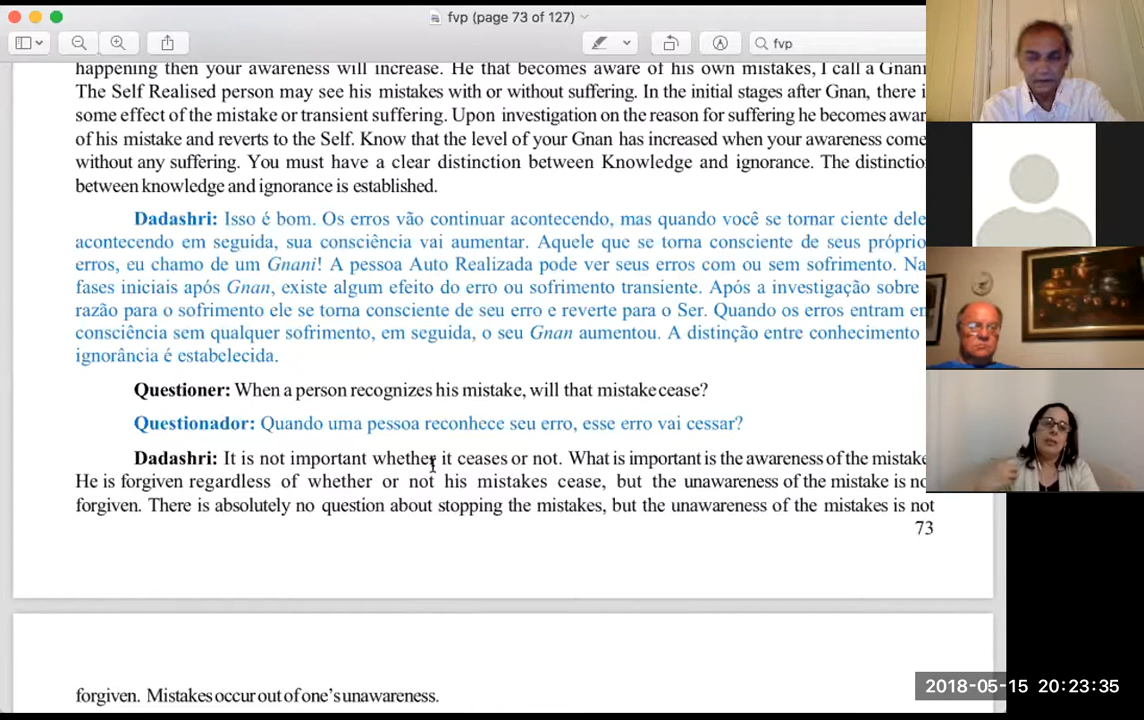 fvp (page 73 of 127)
fvp
happening then your awareness will increase. He that becomes aware of his own mistakes, I call a Gnani
The Self Realised person may see his mistakes with or without suffering. In the initial stages after Gnan, there i
some effect of the mistake or transient suffering. Upon investigation on the reason for suffering he becomes awar
of his mistake and reverts to the Self. Know that the level of your Gnan has increased when your awareness come
without any suffering. You must have a clear distinction between Knowledge and ignorance. The distinctio
between knowledge and ignorance is established.
Dadashri: Isso é bom. Os erros vão continuar acontecendo, mas quando você se tornar ciente dele
acontecendo em seguida, sua consciência vai aumentar. Aquele que se torna consciente de seus próprio
erros, eu chamo de um Gnani! A pessoa Auto Realizada pode ver seus erros com ou sem sofrimento. Na
fases iniciais após Gnan, existe algum efeito do erro ou sofrimento transiente. Após a investigação sobre
razão para o sofrimento ele se torna consciente de seu erro e reverte para o Ser. Quando os erros entram em
consciência sem qualquer sofrimento, em seguida, o seu Gnan aumentou. A distinção entre conhecimento
ignorância é estabelecida.
Questioner: When a person recognizes his mistake, will that mistake cease?
Questionador: Quando uma pessoa reconhece seu erro, esse erro vai cessar?
Dadashri: It is not important whether it ceases or not. What is important is the awareness of the mistake
He is forgiven regardless of whether or not his mistakes cease, but the unawareness of the mistake is no
forgiven. There is absolutely no question about stopping the mistakes, but the unawareness of the mistakes is not
73
forgiven. Mistakes occur out of one's unawareness.
2018-05-15 20:23:35